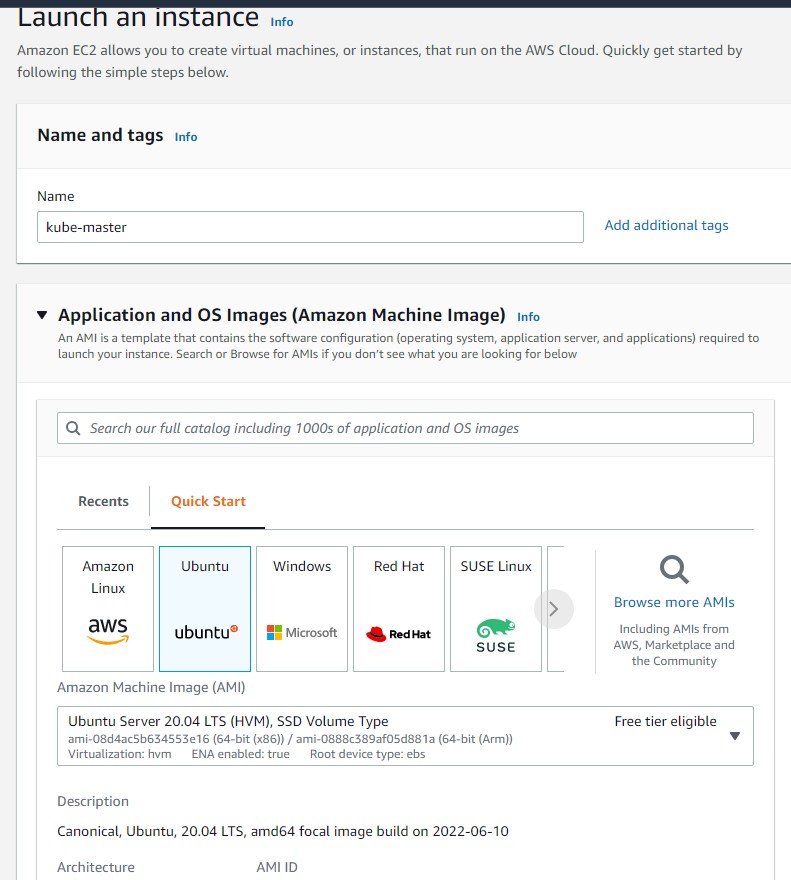 Launch an instance Info
Amazon EC2 allows you to create virtual machines, or instances, that run on the AWS Cloud. Quickly get started by
following the simple steps below.
Name and tags Info
Name
kube-master
Add additional tags
Application and OS Images (Amazon Machine Image) Info
An AMI is a template that contains the software configuration (operating system, application server, and applications) required to
launch your instance. Search or Browse for AMIs if you don't see what you are looking for below
Search our full catalog including 1000s of application and OS images
Recents
Quick Start
Amazon
Linux
aws
Ubuntu
ubuntu
Windows
Microsoft
Red Hat
Red Hat
SUSE Linux
SUSE
Browse more AMIs
Including AMIs from
AWS, Marketplace and
the Community
Amazon Machine Image (AMI)
Ubuntu Server 20.04 LTS (HVM), SSD Volume Type
Free tier eligible
ami-08d4ac5b634553e16 (64-bit (x86)) / ami-0888c389af05d881a (64-bit (Arm))
Virtualization: hvm ENA enabled: true Root device type: ebs
Description
Canonical, Ubuntu, 20.04 LTS, amd64 focal image build on 2022-06-10
Architecture
AMI ID